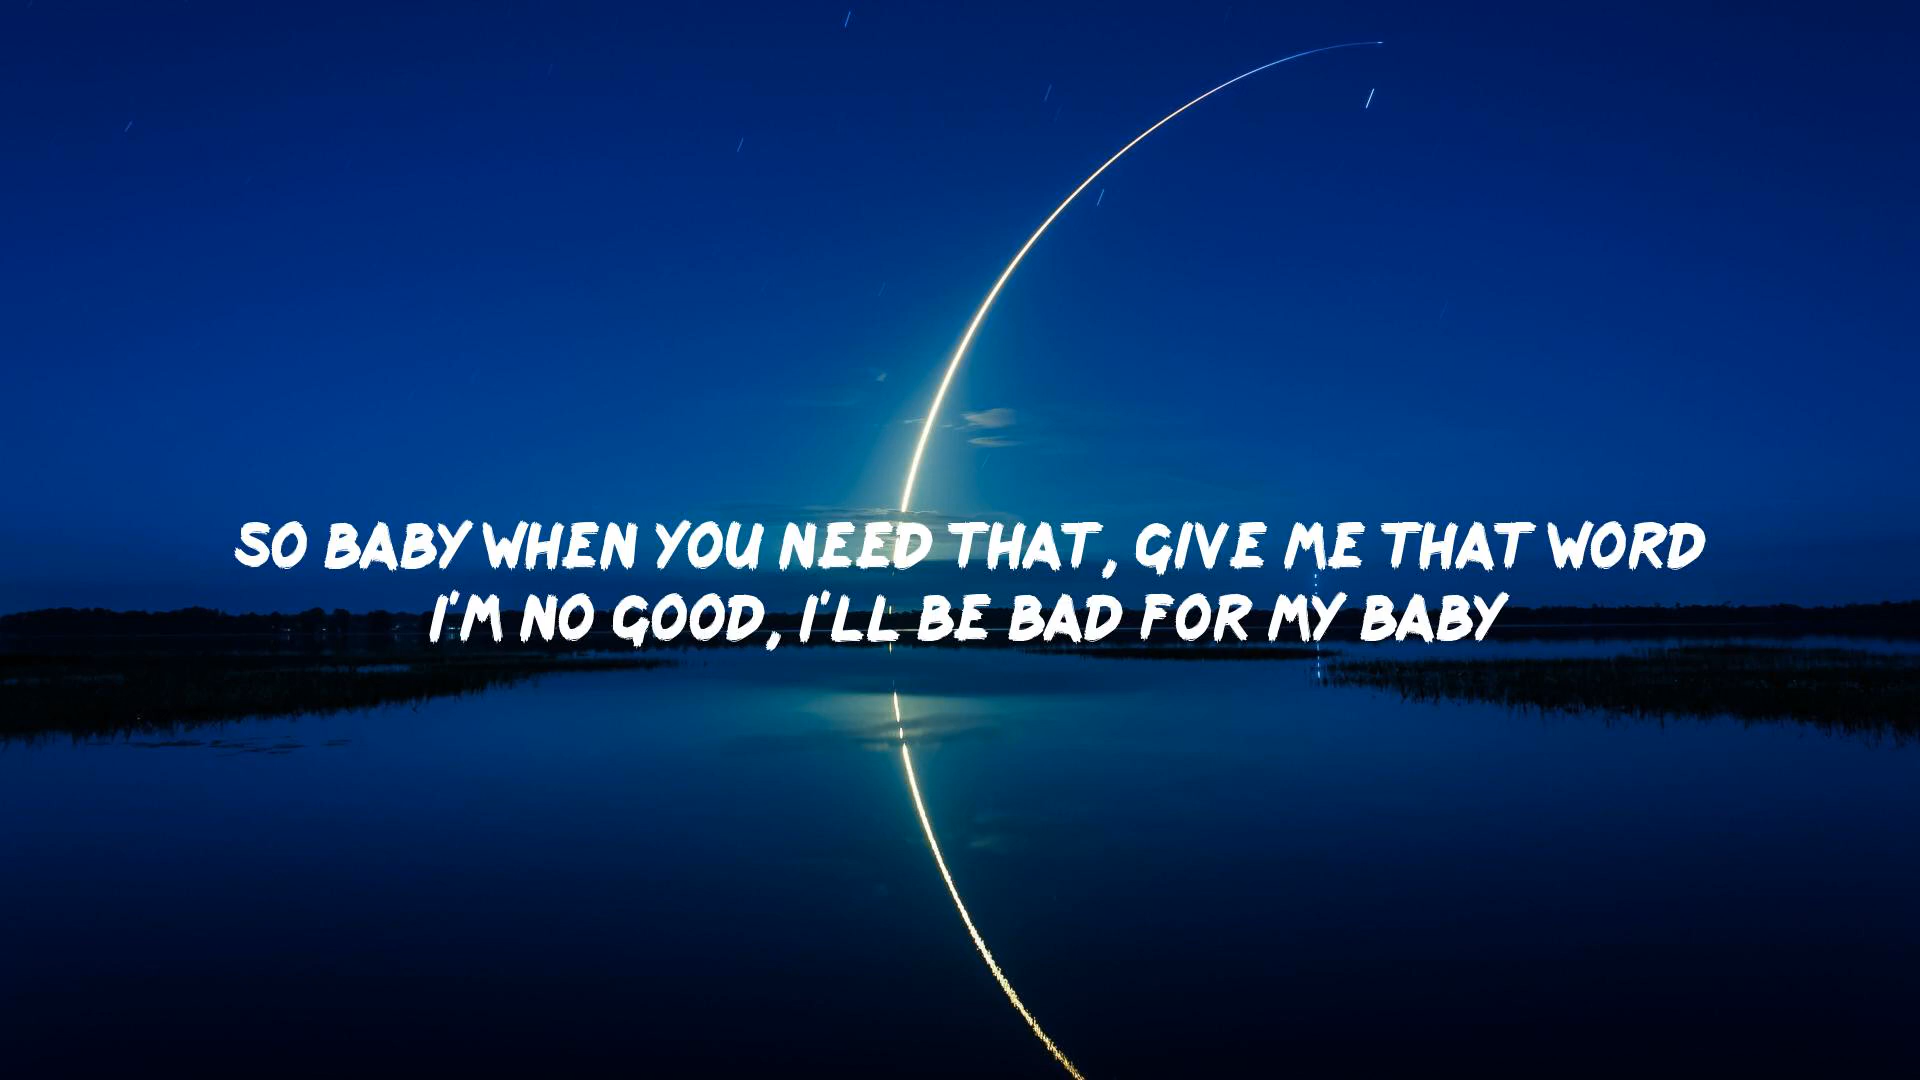 SO BABY WHEN YOU NEED THAT, GIVE ME THAT WORD
I'M NO GOOD, I'LL BE BAD FOR MY BABY